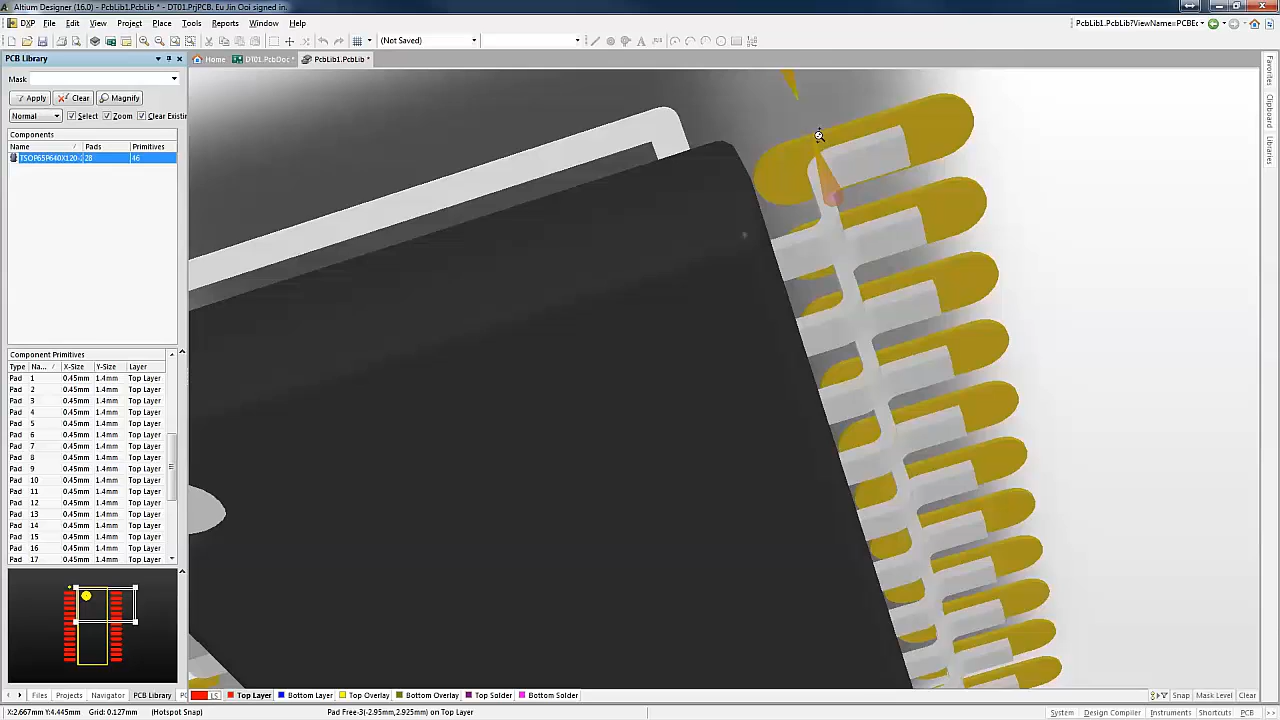 Altium Designer (16.0) - PcbLib1.PcbLib * - DT01.PrjPCB. Eu Jin Ooi signed in.
DXP File Edit View Project Place Tools Reports Window Help
PcbLib1.PcbLib?ViewName=PCBEc
(Not Saved)
PCB Library
Home DT01.PcbDoc * PcbLib1.PcbLib *
Mask
Apply Clear Magnify
Normal Select Zoom Clear Existin
Components
Name Pads Primitives
TSOP65P640X120-2 28 46
Component Primitives
Type Na... X-Size Y-Size Layer
Pad 1 0.45mm 1.4mm Top Layer
Pad 2 0.45mm 1.4mm Top Layer
Pad 3 0.45mm 1.4mm Top Layer
Pad 4 0.45mm 1.4mm Top Layer
Pad 5 0.45mm 1.4mm Top Layer
Pad 6 0.45mm 1.4mm Top Layer
Pad 7 0.45mm 1.4mm Top Layer
Pad 8 0.45mm 1.4mm Top Layer
Pad 9 0.45mm 1.4mm Top Layer
Pad 10 0.45mm 1.4mm Top Layer
Pad 11 0.45mm 1.4mm Top Layer
Pad 12 0.45mm 1.4mm Top Layer
Pad 13 0.45mm 1.4mm Top Layer
Pad 14 0.45mm 1.4mm Top Layer
Pad 15 0.45mm 1.4mm Top Layer
Pad 16 0.45mm 1.4mm Top Layer
Pad 17 0.45mm 1.4mm Top Layer
Favorites
Clipboard
Libraries
Files Projects Navigator PCB Library PC
LS Top Layer Bottom Layer Top Overlay Bottom Overlay Top Solder Bottom Solder
Snap Mask Level Clear
X:2.667mm Y:4.445mm Grid: 0.127mm (Hotspot Snap) Pad Free-3(-2.95mm,2.925mm) on Top Layer
System Design Compiler Instruments Shortcuts PCB >>